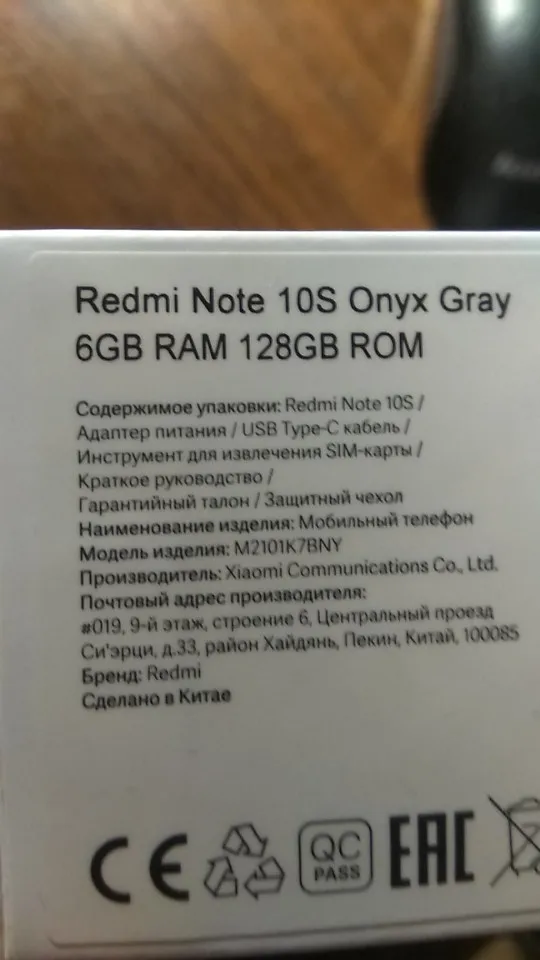 Redmi Note 10S Onyx Gray
6GB RAM 128GB ROM
Содержимое упаковки: Redmi Note 10S /
Адаптер питания / USB Type-C кабель /
Инструмент для извлечения SIM-карты /
Краткое руководство /
Гарантийный талон / Защитный чехол
Наименование изделия: Мобильный телефон
Модель изделия: M2101K7BNY
Производитель: Xiaomi Communications Co., Ltd.
Почтовый адрес производителя:
#019, 9-й этаж, строение 6, Центральный проезд
Си'эрци, д.33, район Хайдянь, Пекин, Китай, 100085
Бренд: Redmi
Сделано в Китае
CE QC PASS EAC